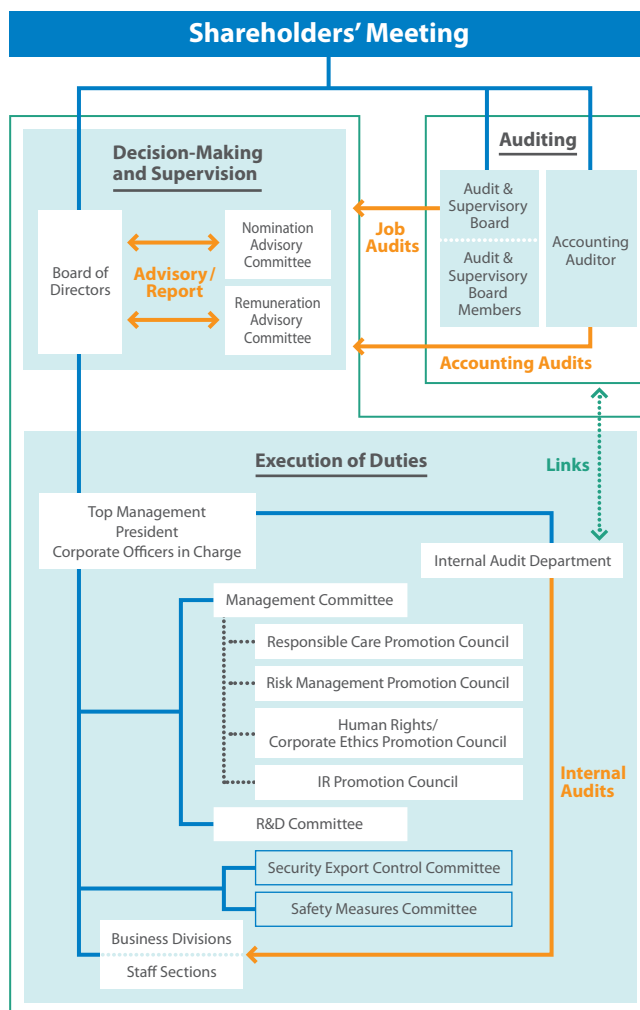 Shareholders’ Meeting
Decision-Making
and Supervision
Board of
Directors
Advisory /
Report
Nomination
Advisory
Committee
Remuneration
Advisory
Committee
Job
Audits
Auditing
Audit &
Supervisory
Board
Audit &
Supervisory
Board
Members
Accounting
Auditor
Accounting Audits
Links
Execution of Duties
Top Management
President
Corporate Officers in Charge
Internal Audit Department
Management Committee
Responsible Care Promotion Council
Risk Management Promotion Council
Human Rights/
Corporate Ethics Promotion Council
IR Promotion Council
Internal
Audits
R&D Committee
Security Export Control Committee
Safety Measures Committee
Business Divisions
Staff Sections